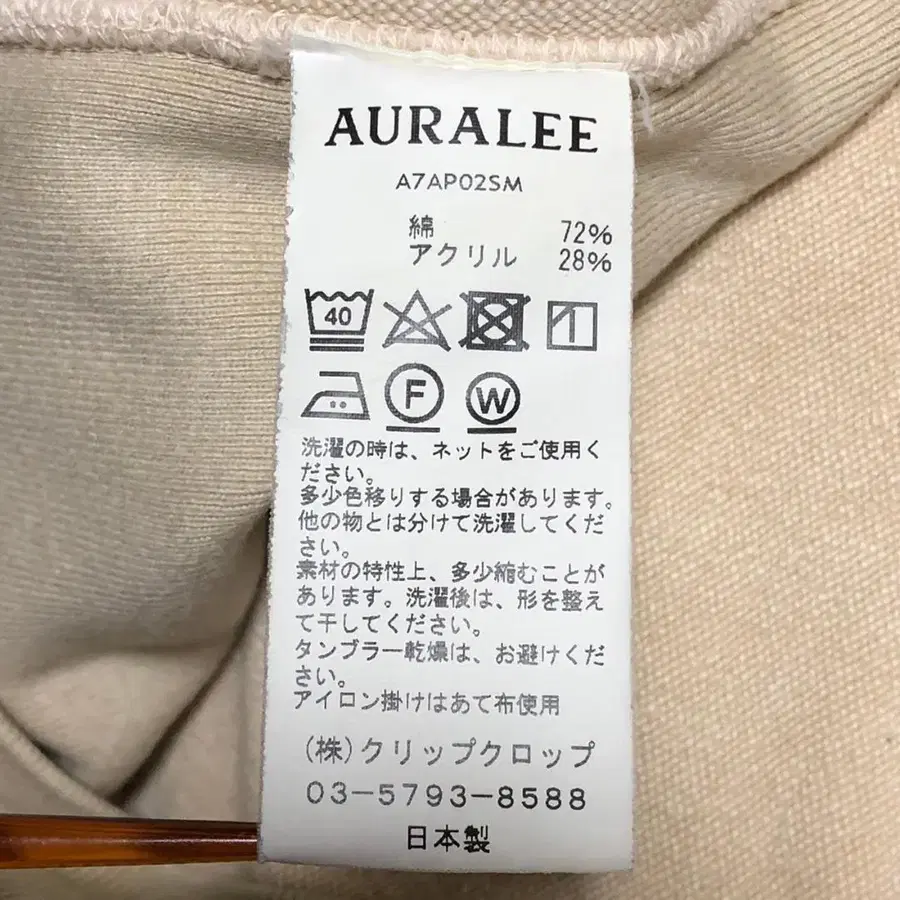 AURALEE
A7AP02SM
綿 72%
アクリル 28%
40
F W
洗濯の時は、ネットをご使用く
ださい。
多少色移りする場合があります。
他の物とは分けて洗濯してくだ
さい。
素材の特性上、多少縮むことが
あります。洗濯後は、形を整え
て干してください。
タンブラー乾燥は、お避けくだ
さい。
アイロン掛けはあて布使用
(株)クリップクロップ
03-5793-8588
日本製